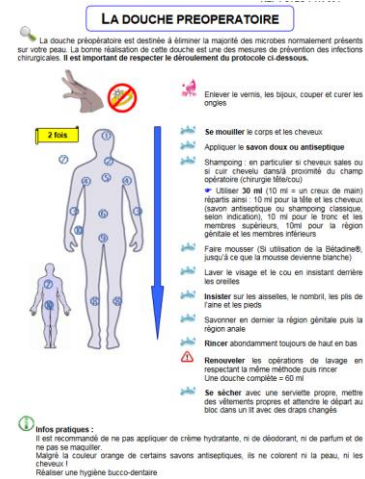 LA DOUCHE PREOPERATOIRE
La douche préopératoire est destinée à éliminer la majorité des microbes normalement présents
sur votre peau. La bonne réalisation de cette douche est une des mesures de prévention des infections
chirurgicales. Il est important de respecter le déroulement du protocole ci-dessous.
Enlever le vernis, les bijoux, couper et curer les
ongles
2 fois
Se mouiller le corps et les cheveux
Appliquer le savon doux ou antiseptique
Shampoing : en particulier si cheveux sales ou
si cuir chevelu dans/à proximité du champ
opératoire (chirurgie tête/cou)
☛ Utiliser 30 ml (10 ml = un creux de main)
répartis ainsi : 10 ml pour la tête et les cheveux
(savon antiseptique ou shampoing classique,
selon indication), 10 ml pour le tronc et les
membres supérieurs, 10ml pour la région
génitale et les membres inférieurs
Faire mousser (Si utilisation de la Bétadine®,
jusqu'à ce que la mousse devienne blanche)
Laver le visage et le cou en insistant derrière
les oreilles
Insister sur les aisselles, le nombril, les plis de
l'aine et les pieds
Savonner en dernier la région génitale puis la
région anale
Rincer abondamment toujours de haut en bas
Renouveler les opérations de lavage en
respectant la même méthode puis rincer
Une douche complète = 60 ml
Se sécher avec une serviette propre, mettre
des vêtements propres et attendre le départ au
bloc dans un lit avec des draps changés
Infos pratiques :
Il est recommandé de ne pas appliquer de crème hydratante, ni de déodorant, ni de parfum et de
ne pas se maquiller.
Malgré la couleur orange de certains savons antiseptiques, ils ne colorent ni la peau, ni les
cheveux !
Réaliser une hygiène bucco-dentaire